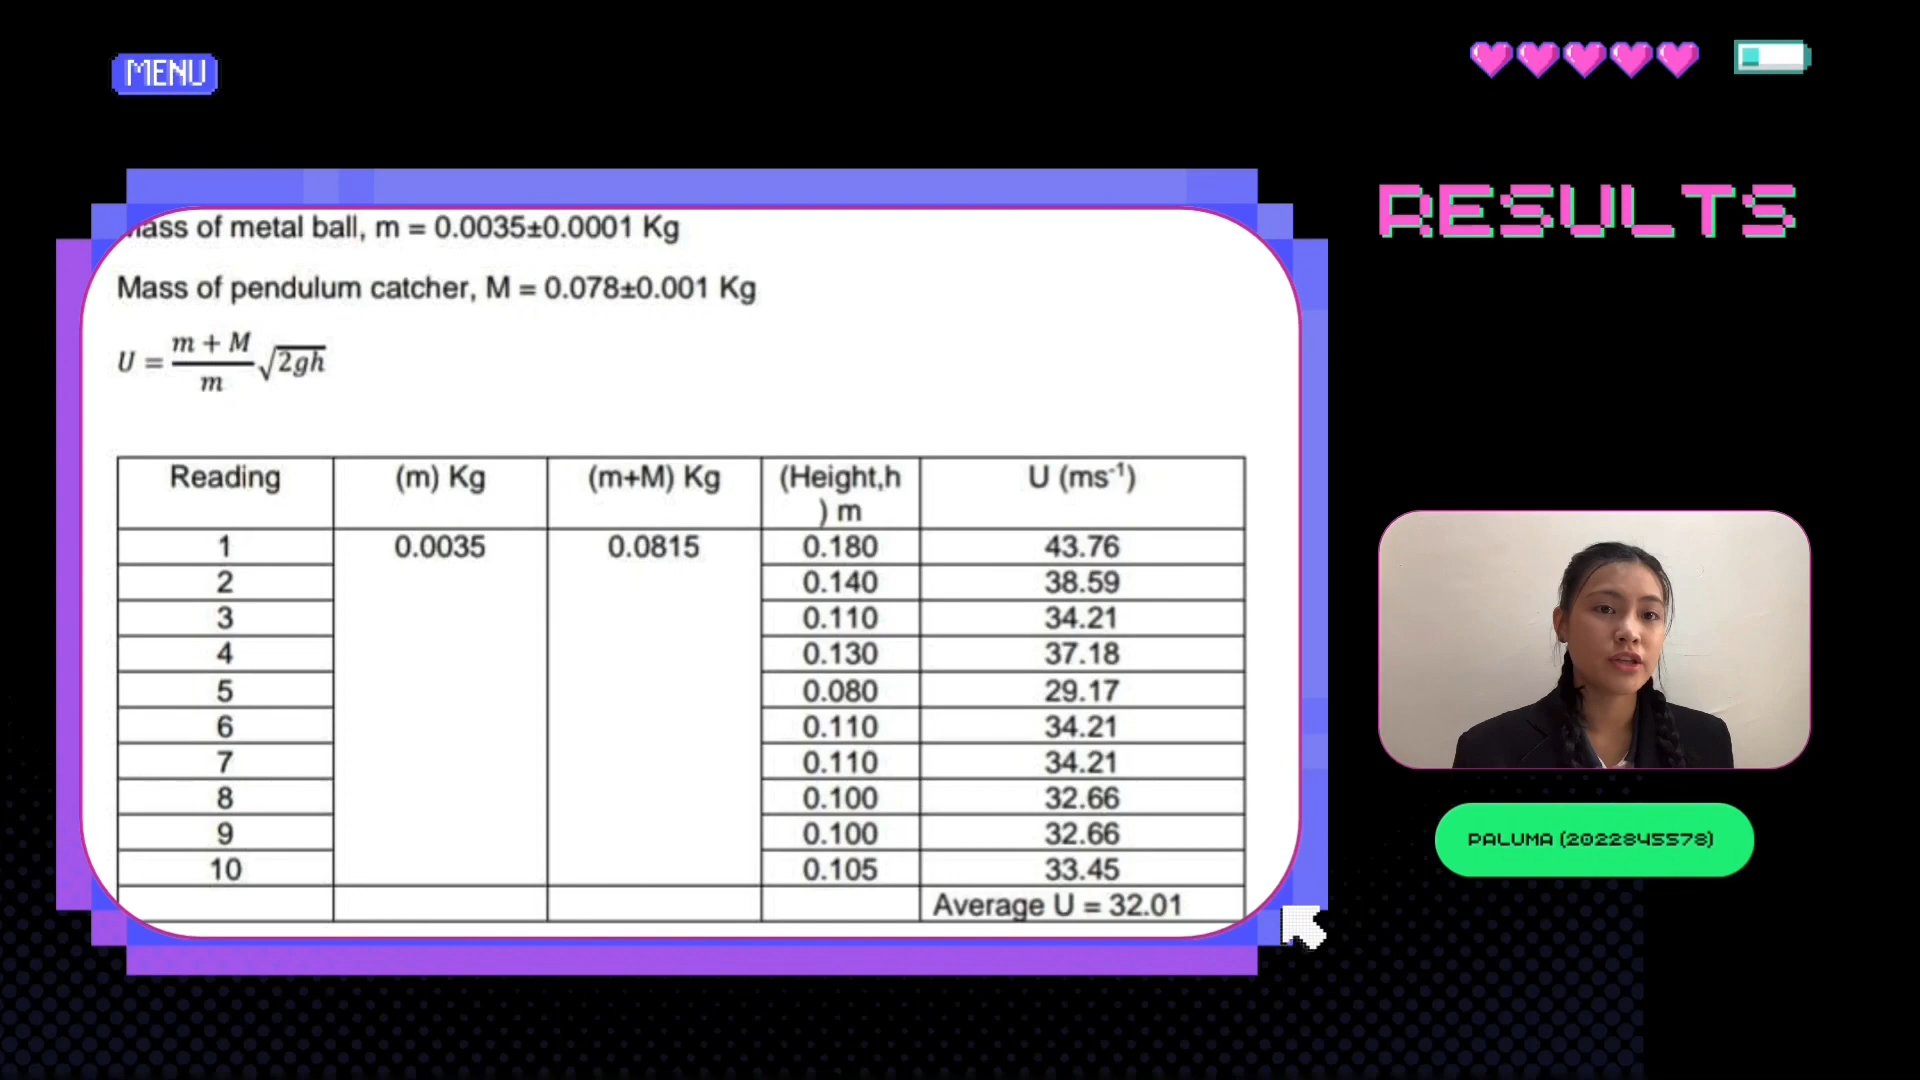 MENU
RESULTS
mass of metal ball, m = 0.0035±0.0001 Kg
Mass of pendulum catcher, M = 0.078±0.001 Kg
U = m + M / m √2gh
Reading (m) Kg (m+M) Kg (Height,h ) m U (ms⁻¹)
1 0.0035 0.0815 0.180 43.76
2 0.140 38.59
3 0.110 34.21
4 0.130 37.18
5 0.080 29.17
6 0.110 34.21
7 0.110 34.21
8 0.100 32.66
9 0.100 32.66
10 0.105 33.45
Average U = 32.01
PALUMA (2022845578)